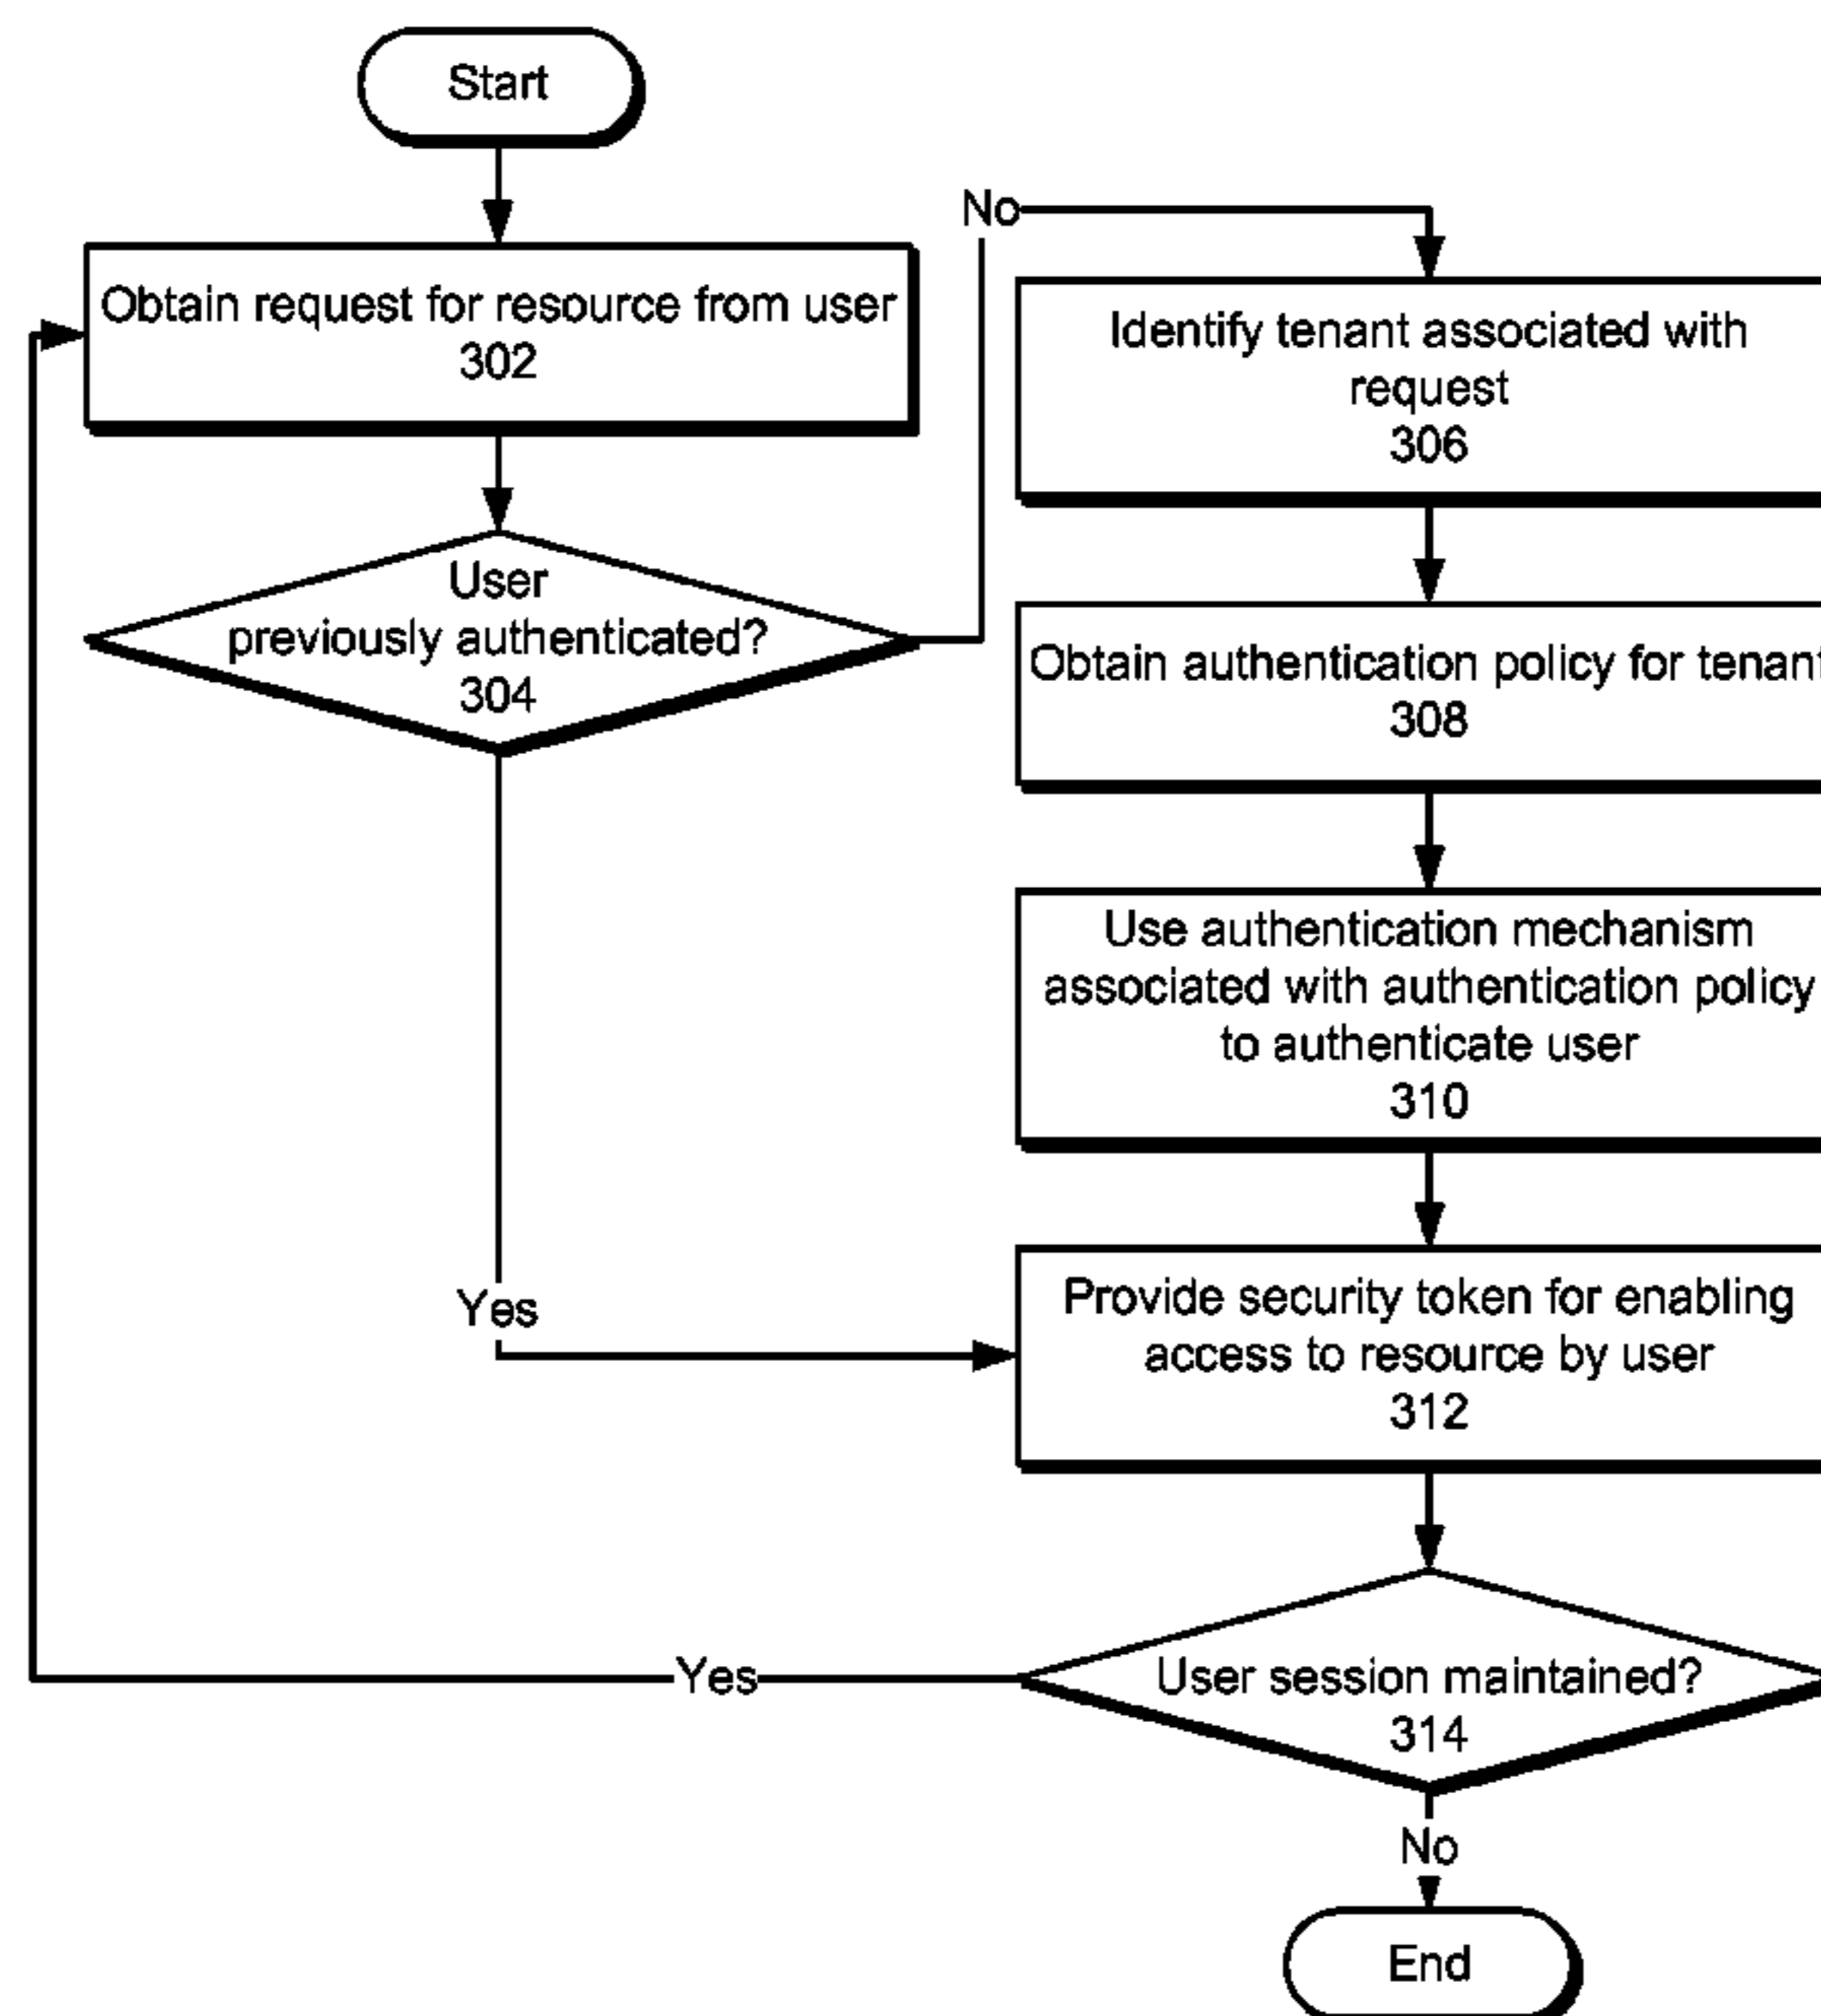 Start
Obtain request for resource from user
302
User
previously authenticated?
304
No
Identify tenant associated with
request
306
Obtain authentication policy for tenant
308
Use authentication mechanism
associated with authentication policy
to authenticate user
310
Yes
Provide security token for enabling
access to resource by user
312
Yes
User session maintained?
314
No
End